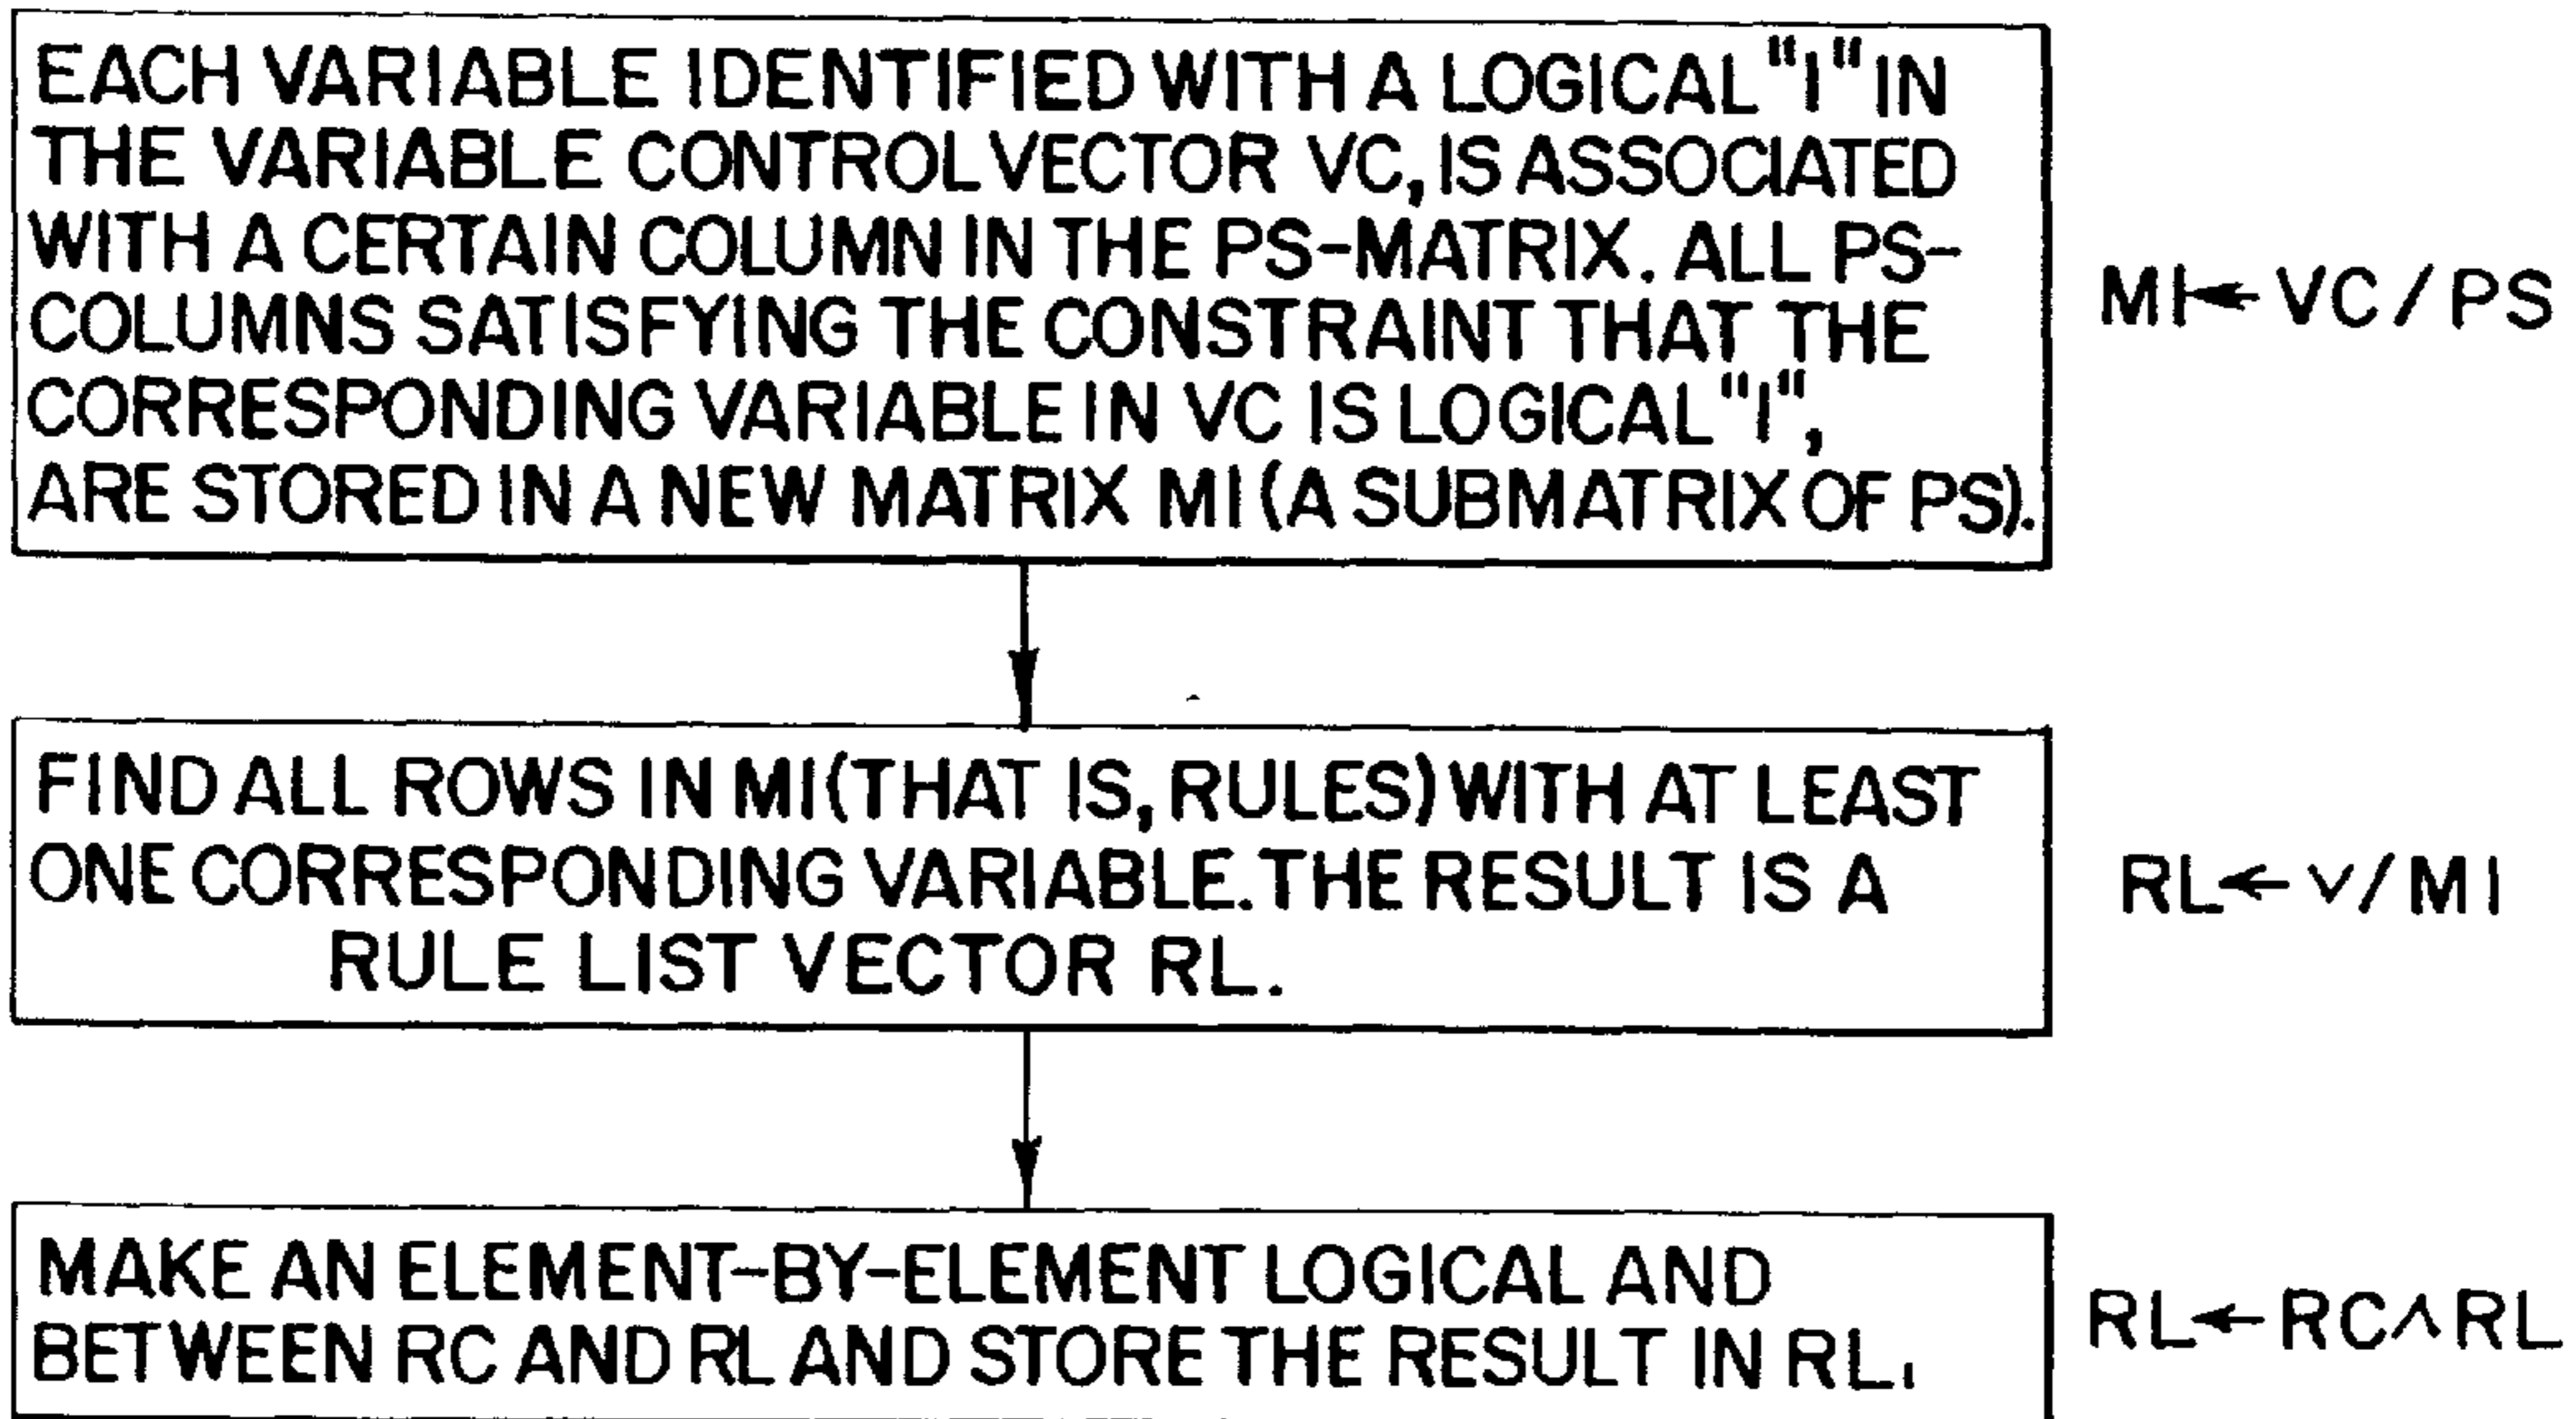 EACH VARIABLE IDENTIFIED WITH A LOGICAL "1" IN
THE VARIABLE CONTROL VECTOR VC, IS ASSOCIATED
WITH A CERTAIN COLUMN IN THE PS-MATRIX. ALL PS-
COLUMNS SATISFYING THE CONSTRAINT THAT THE
CORRESPONDING VARIABLE IN VC IS LOGICAL "1",
ARE STORED IN A NEW MATRIX M1 (A SUBMATRIX OF PS).
M1 ← VC / PS
FIND ALL ROWS IN M1 (THAT IS, RULES) WITH AT LEAST
ONE CORRESPONDING VARIABLE. THE RESULT IS A
RULE LIST VECTOR RL.
RL ← ∨/M1
MAKE AN ELEMENT-BY-ELEMENT LOGICAL AND
BETWEEN RC AND RL AND STORE THE RESULT IN RL.
RL ← RC∧RL